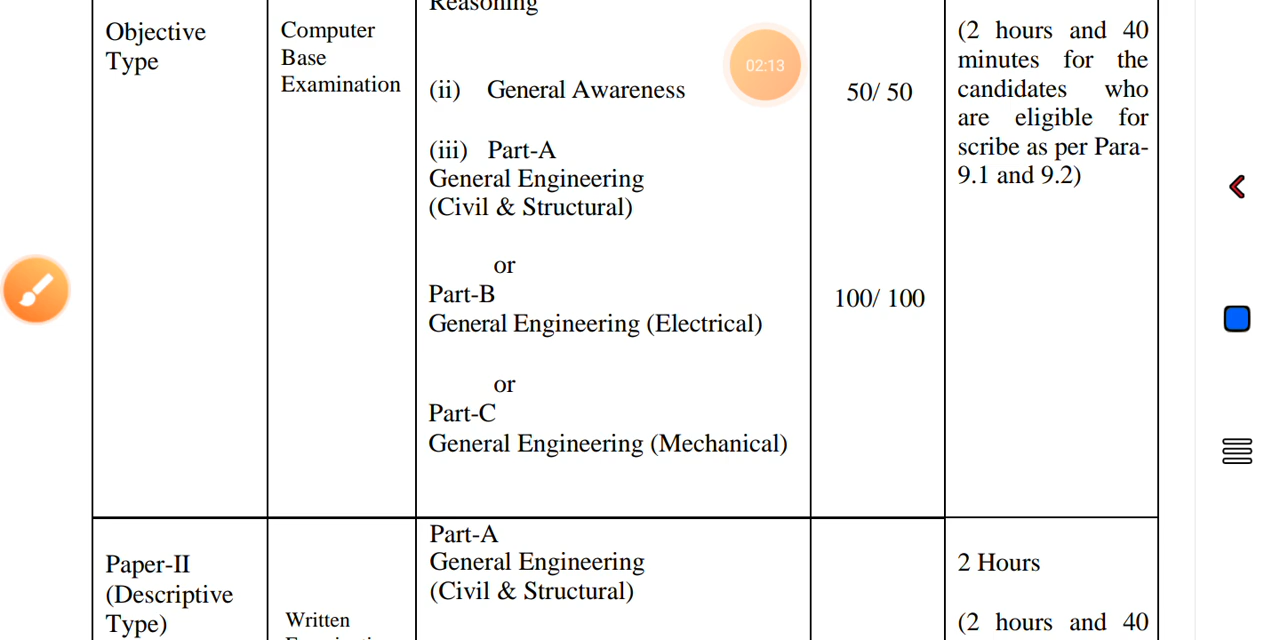 Reasoning
Objective
Type
Computer
Base
Examination
(ii) General Awareness
(iii) Part-A
General Engineering
(Civil & Structural)
or
Part-B
General Engineering (Electrical)
or
Part-C
General Engineering (Mechanical)
50/ 50
100/ 100
(2 hours and 40
minutes for the
candidates who
are eligible for
scribe as per Para-
9.1 and 9.2)
02:13
Paper-II
(Descriptive
Type)
Written
Part-A
General Engineering
(Civil & Structural)
2 Hours
(2 hours and 40